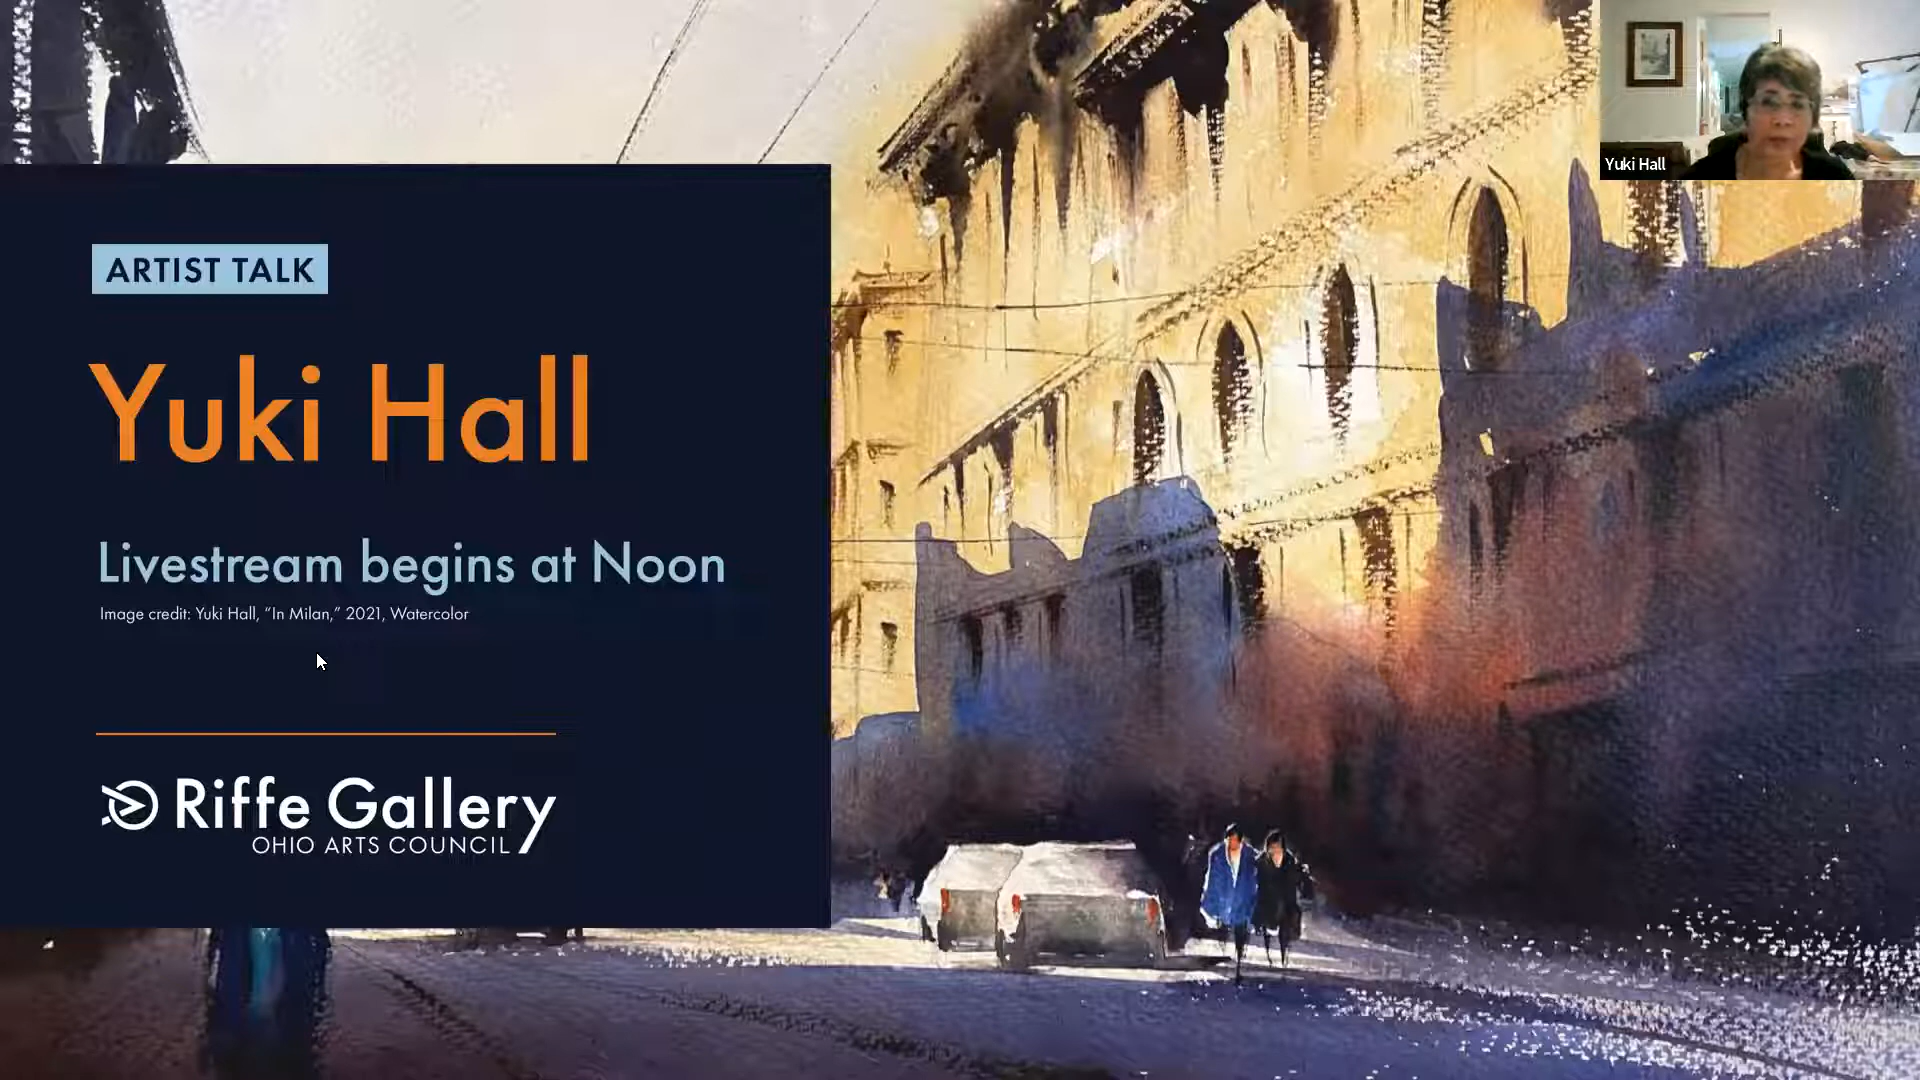 ARTIST TALK
Yuki Hall
Livestream begins at Noon
Image credit: Yuki Hall, “In Milan,” 2021, Watercolor
Riffe Gallery
OHIO ARTS COUNCIL
Yuki Hall